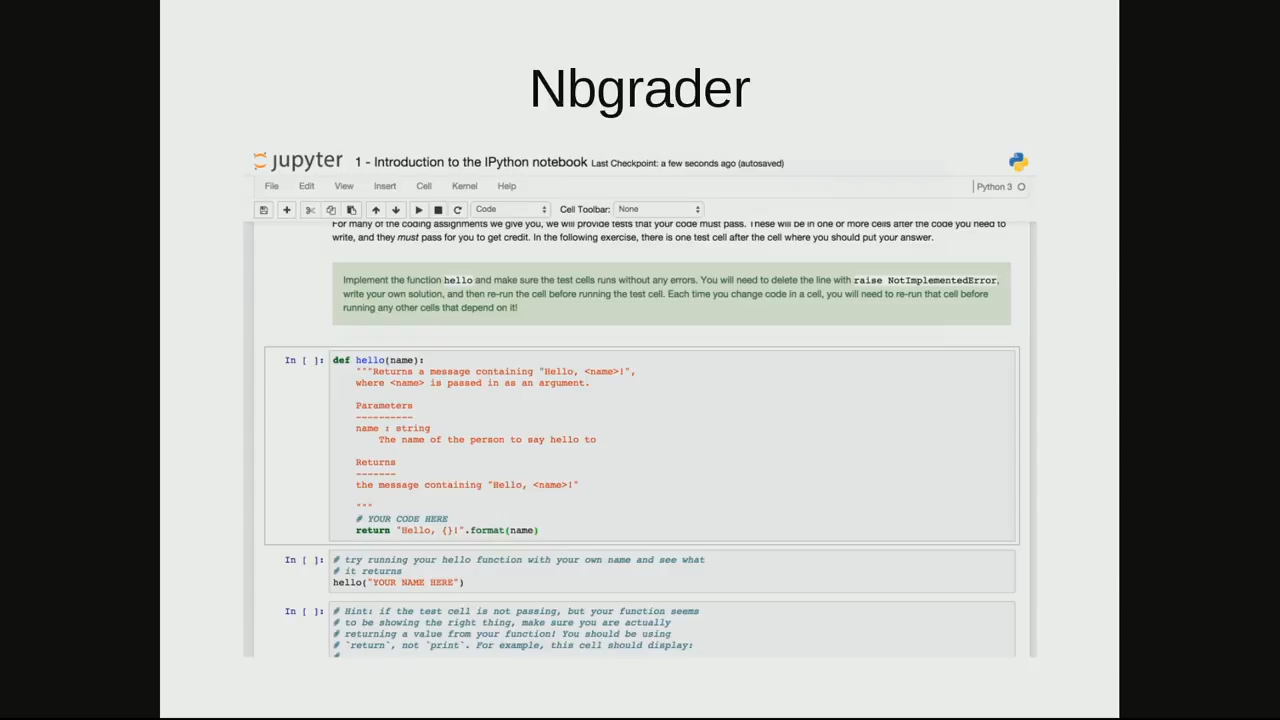 Nbgrader
jupyter 1 - Introduction to the IPython notebook Last Checkpoint: a few seconds ago (autosaved)
File Edit View Insert Cell Kernel Help Python 3
Code Cell Toolbar: None
For many of the coding assignments we give you, we will provide tests that your code must pass. These will be in one or more cells after the code you need to
write, and they must pass for you to get credit. In the following exercise, there is one test cell after the cell where you should put your answer.
Implement the function hello and make sure the test cells runs without any errors. You will need to delete the line with raise NotImplementedError,
write your own solution, and then re-run the cell before running the test cell. Each time you change code in a cell, you will need to re-run that cell before
running any other cells that depend on it!
In [ ]: def hello(name):
"""Returns a message containing "Hello, <name>!",
where <name> is passed in as an argument.
Parameters
----------
name : string
The name of the person to say hello to
Returns
-------
the message containing "Hello, <name>!"
"""
# YOUR CODE HERE
return "Hello, {}!".format(name)
In [ ]: # try running your hello function with your own name and see what
# it returns
hello("YOUR NAME HERE")
In [ ]: # Hint: if the test cell is not passing, but your function seems
# to be showing the right thing, make sure you are actually
# returning a value from your function! You should be using
# `return`, not `print`. For example, this cell should display:
#